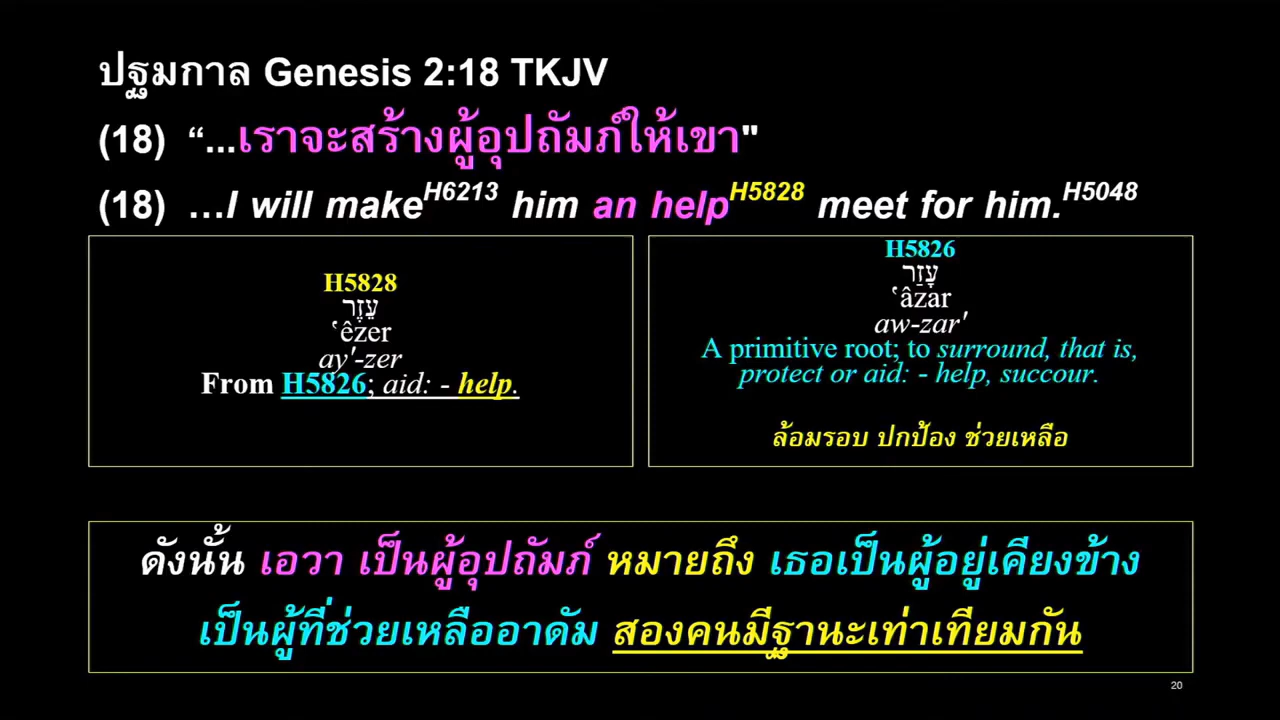 ปฐมกาล Genesis 2:18 TKJV
(18) “...เราจะสร้างผู้อุปถัมภ์ให้เขา"
(18) …I will makeH6213 him an helpH5828 meet for him.H5048
H5828
עֵזֶר
‛êzer
ay'-zer
From H5826; aid: - help.
H5826
עָזַר
‛âzar
aw-zar'
A primitive root; to surround, that is,
protect or aid: - help, succour.
ล้อมรอบ ปกป้อง ช่วยเหลือ
ดังนั้น เอวา เป็นผู้อุปถัมภ์ หมายถึง เธอเป็นผู้อยู่เคียงข้าง
เป็นผู้ที่ช่วยเหลืออาดัม สองคนมีฐานะเท่าเทียมกัน
20